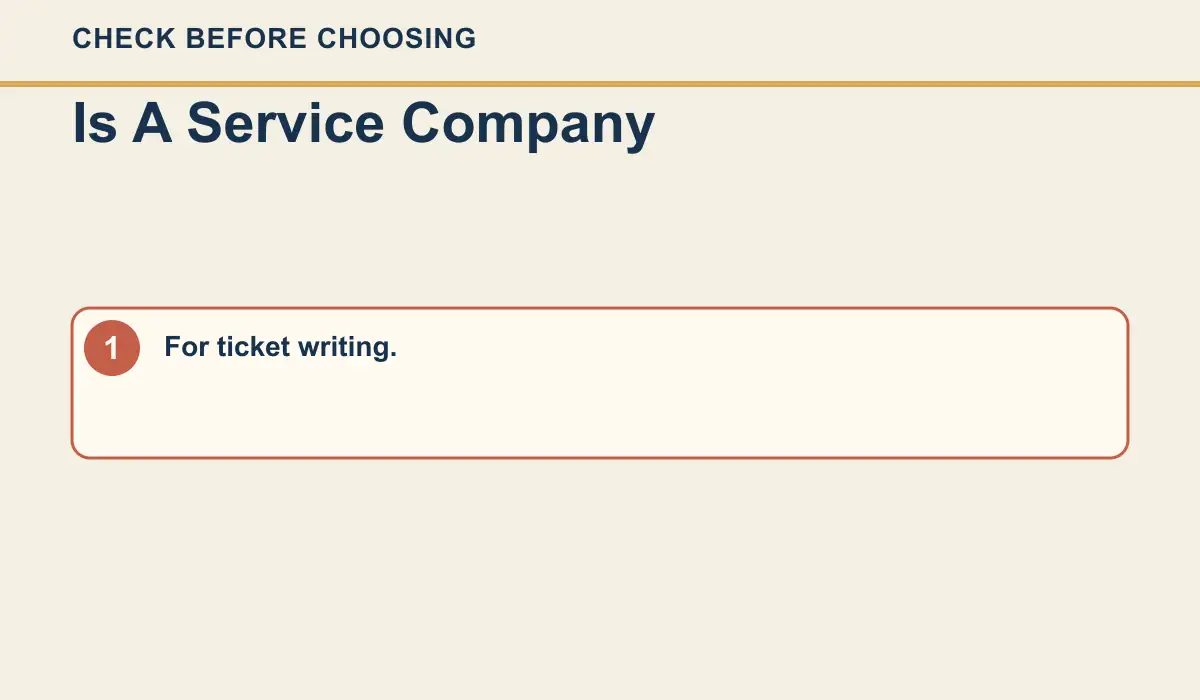 CHECK BEFORE CHOOSING
Is A Service Company
1 For ticket writing.